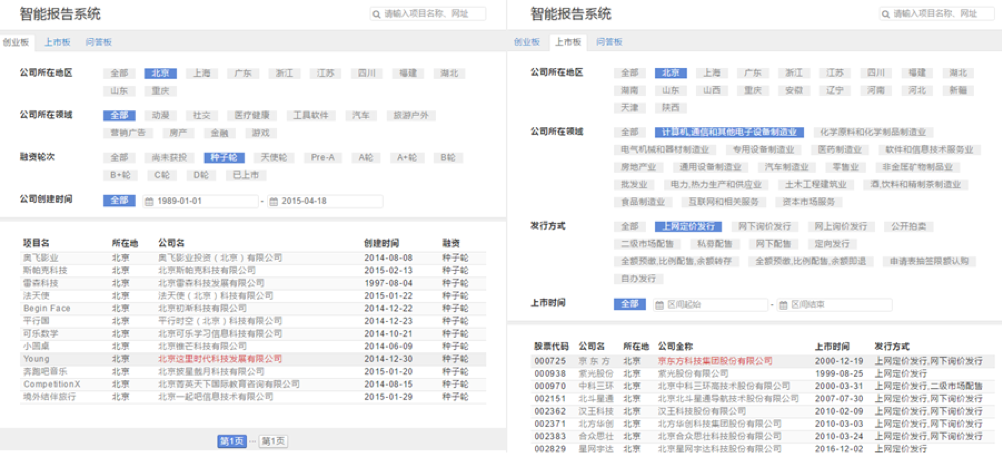 智能报告系统
请输入项目名称、网址
创业板 上市板 问答板
公司所在地区 全部 北京 上海 广东 浙江 江苏 四川 福建 湖北
山东 重庆
公司所在领域 全部 动漫 社交 医疗健康 工具软件 汽车 旅游户外
营销广告 房产 金融 游戏
融资轮次 全部 尚未获投 种子轮 天使轮 Pre-A A轮 A+轮 B轮
B+轮 C轮 D轮 已上市
公司创建时间 全部 1989-01-01 - 2015-04-18
项目名 所在地 公司名 创建时间 融资
奥飞影业 北京 奥飞影业投资（北京）有限公司 2014-08-08 种子轮
斯帕克科技 北京 北京斯帕克科技有限公司 2015-02-13 种子轮
雷森科技 北京 北京雷森科技发展有限公司 1997-08-04 种子轮
法天使 北京 法天使（北京）科技有限公司 2015-01-22 种子轮
Begin Face 北京 北京初斯科技有限公司 2014-12-22 种子轮
平行国 北京 平行时空（北京）科技有限公司 2014-12-23 种子轮
可乐数学 北京 北京可乐学习信息科技有限公司 2014-10-21 种子轮
小圆桌 北京 北京椎芒科技有限公司 2014-06-09 种子轮
Young 北京 北京这里时代科技发展有限公司 2014-12-30 种子轮
奔跑吧音乐 北京 北京披星戴月科技有限公司 2015-01-20 种子轮
CompetitionX 北京 北京菁英天下国际教育咨询有限公司 2014-08-15 种子轮
境外结伴旅行 北京 北京一起吧信息技术有限公司 2015-01-29 种子轮
第1页 ... 第1页
智能报告系统
请输入项目名称、网址
创业板 上市板 问答板
公司所在地区 全部 北京 上海 广东 浙江 江苏 四川 福建 湖北
湖南 山东 山西 重庆 安徽 辽宁 河南 河北 新疆
天津 陕西
公司所在领域 全部 计算机,通信和其他电子设备制造业 化学原料和化学制品制造业
电气机械和器材制造业 专用设备制造业 医药制造业 软件和信息技术服务业
房地产业 通用设备制造业 汽车制造业 零售业 非金属矿物制品业
批发业 电力,热力生产和供应业 土木工程建筑业 酒,饮料和精制茶制造业
食品制造业 互联网和相关服务 资本市场服务
发行方式 全部 上网定价发行 网下询价发行 网上询价发行 公开拍卖
二级市场配售 私募配售 网下配售 定向发行
全额预缴,比例配售,余额转存 全额预缴,比例配售,余额即退 申请表抽签限额认购
自办发行
上市时间 全部 区间起始 - 区间结束
股票代码 公司名 所在地 公司全称 上市时间 发行方式
000725 京东方 北京 京东方科技集团股份有限公司 2000-12-19 上网定价发行,网下询价发行
000938 紫光股份 北京 紫光股份有限公司 1999-08-25 上网定价发行
000970 中科三环 北京 北京中科三环高技术股份有限公司 2000-03-31 上网定价发行,二级市场配售
002151 北斗星通 北京 北京北斗星通导航技术股份有限公司 2007-07-30 上网定价发行,网下询价发行
002362 汉王科技 北京 汉王科技股份有限公司 2010-02-09 上网定价发行,网下询价发行
002371 北方华创 北京 北方华创科技集团股份有限公司 2010-03-03 上网定价发行,网下询价发行
002383 合众思壮 北京 北京合众思壮科技股份有限公司 2010-03-24 上网定价发行,网下询价发行
002829 星网宇达 北京 北京星网宇达科技股份有限公司 2016-12-02 上网定价发行,网下询价发行